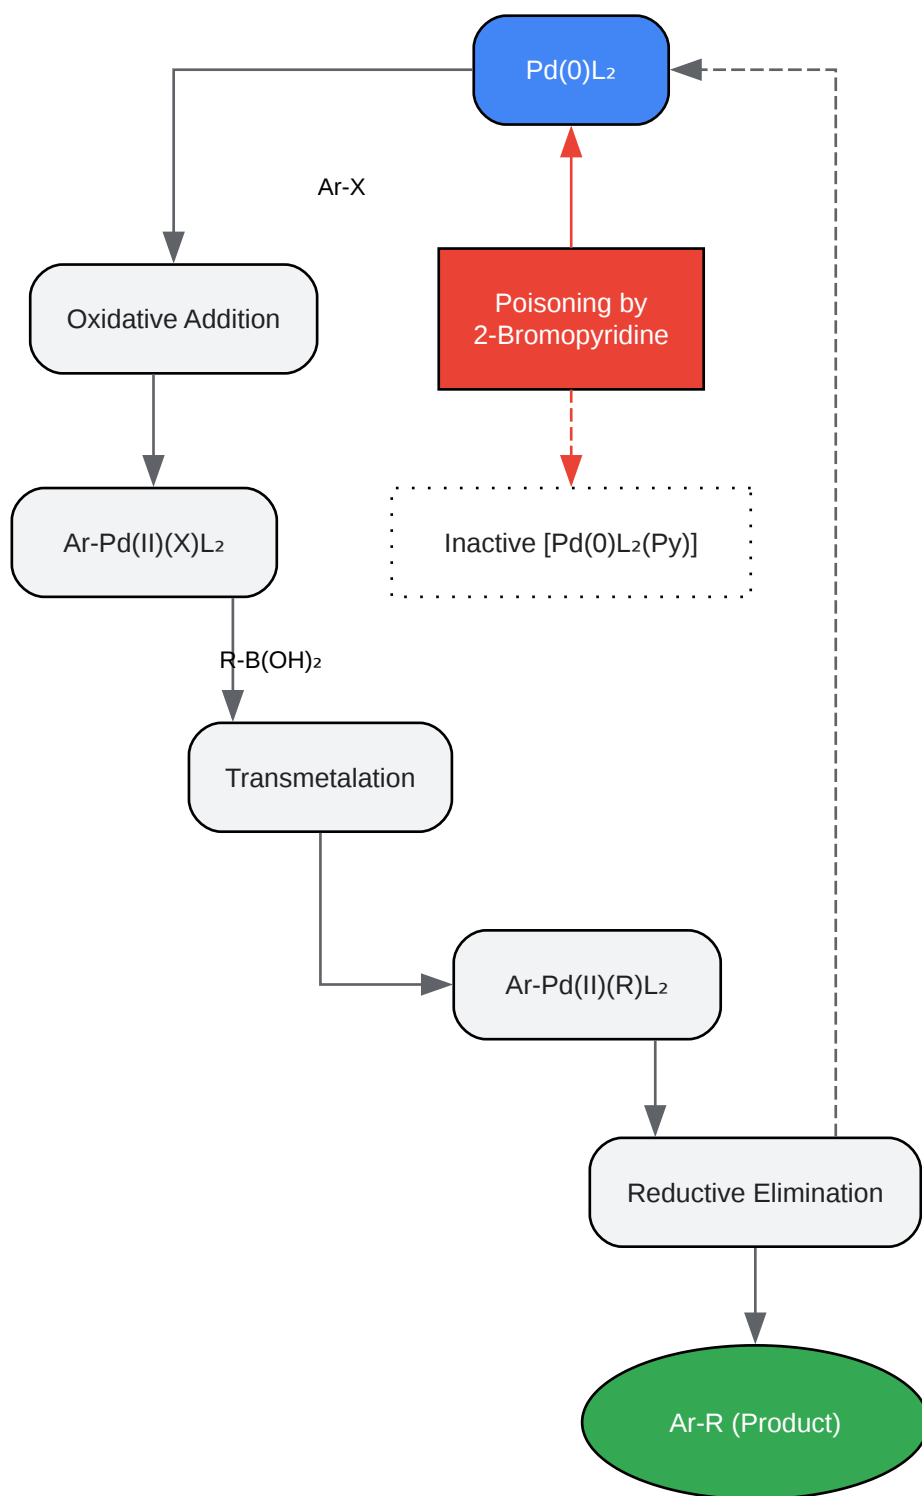 Pd(0)L₂
Ar-X
Poisoning by
2-Bromopyridine
Oxidative Addition
Ar-Pd(II)(X)L₂
Inactive [Pd(0)L₂(Py)]
R-B(OH)₂
Transmetalation
Ar-Pd(II)(R)L₂
Reductive Elimination
Ar-R (Product)